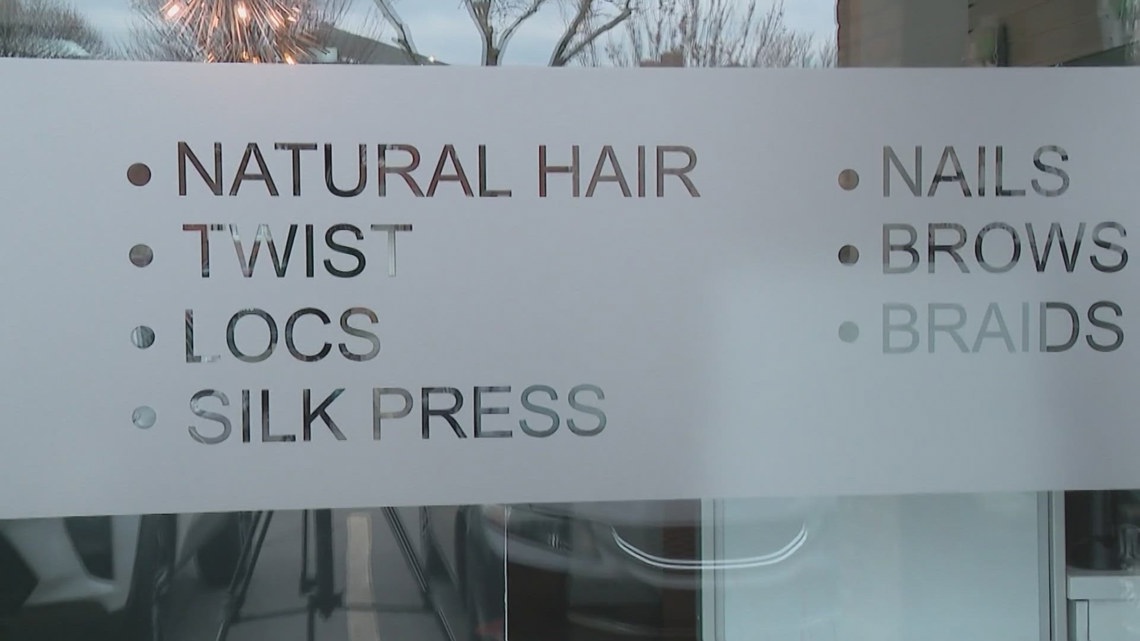 • NATURAL HAIR
• TWIST
• LOCS
• SILK PRESS
• NAILS
• BROWS
• BRAIDS